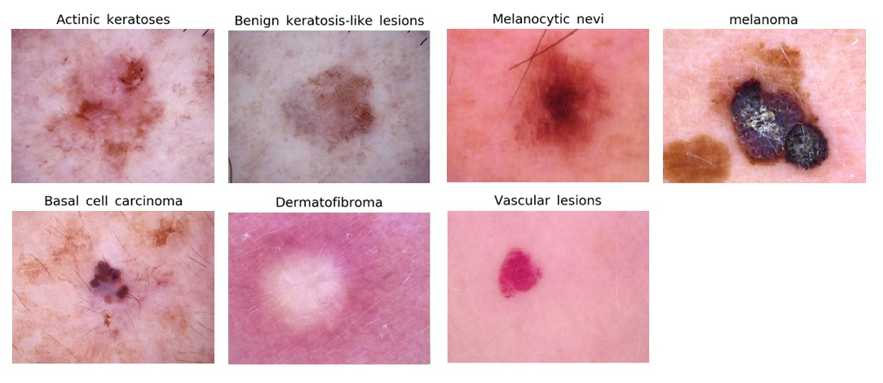 Actinic keratoses
Benign keratosis-like lesions
Melanocytic nevi
melanoma
Basal cell carcinoma
Dermatofibroma
Vascular lesions